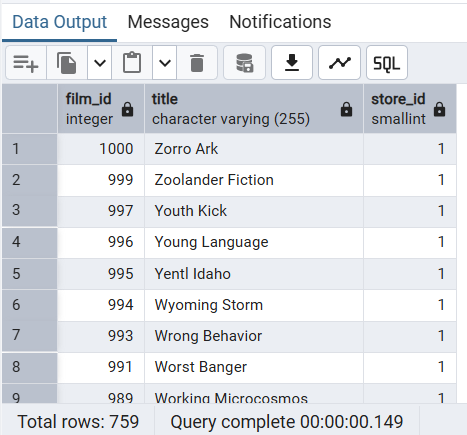 Data Output Messages Notifications
SQL
film_id title store_id
integer character varying (255) smallint
1 1000 Zorro Ark 1
2 999 Zoolander Fiction 1
3 997 Youth Kick 1
4 996 Young Language 1
5 995 Yentl Idaho 1
6 994 Wyoming Storm 1
7 993 Wrong Behavior 1
8 991 Worst Banger 1
9 989 Working Microcosmos 1
Total rows: 759 Query complete 00:00:00.149